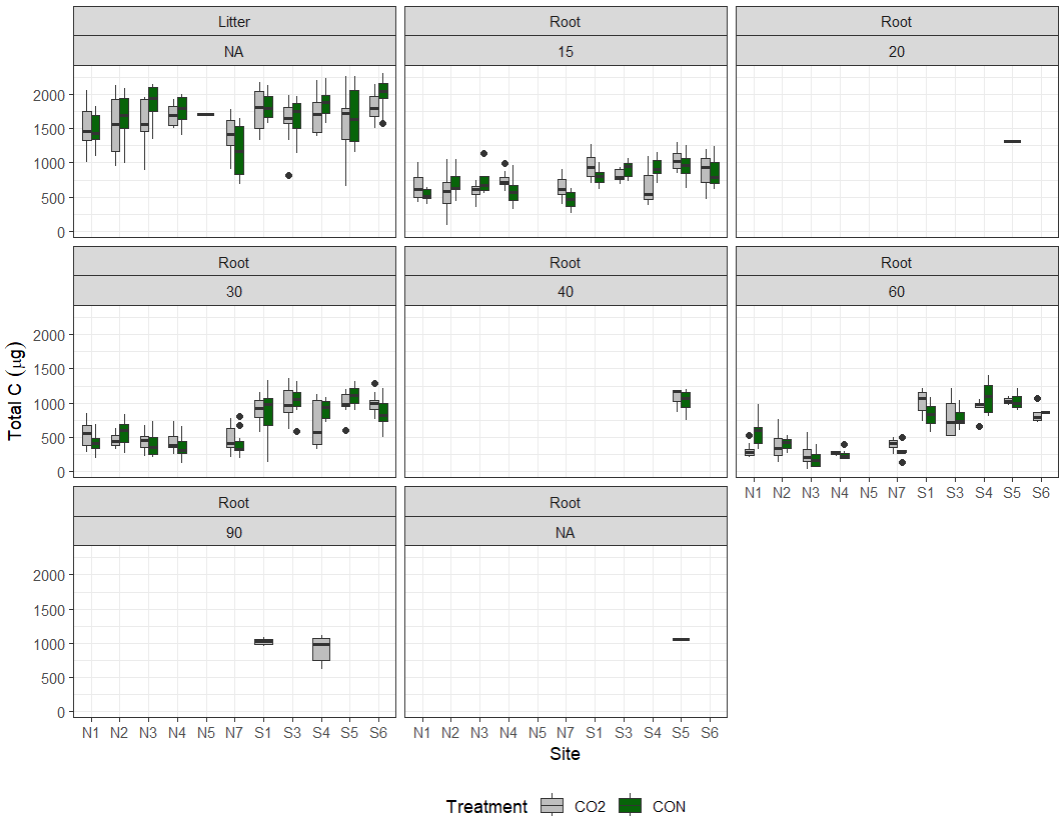 Litter Root Root
NA 15 20
2000
1500
1000
500
0
Root Root Root
30 40 60
2000
1500
1000
500
0
N1 N2 N3 N4 N5 N7 S1 S3 S4 S5 S6
Root Root
90 NA
2000
1500
1000
500
0
N1 N2 N3 N4 N5 N7 S1 S3 S4 S5 S6 N1 N2 N3 N4 N5 N7 S1 S3 S4 S5 S6
Total C (μg)
Site
Treatment CO2 CON